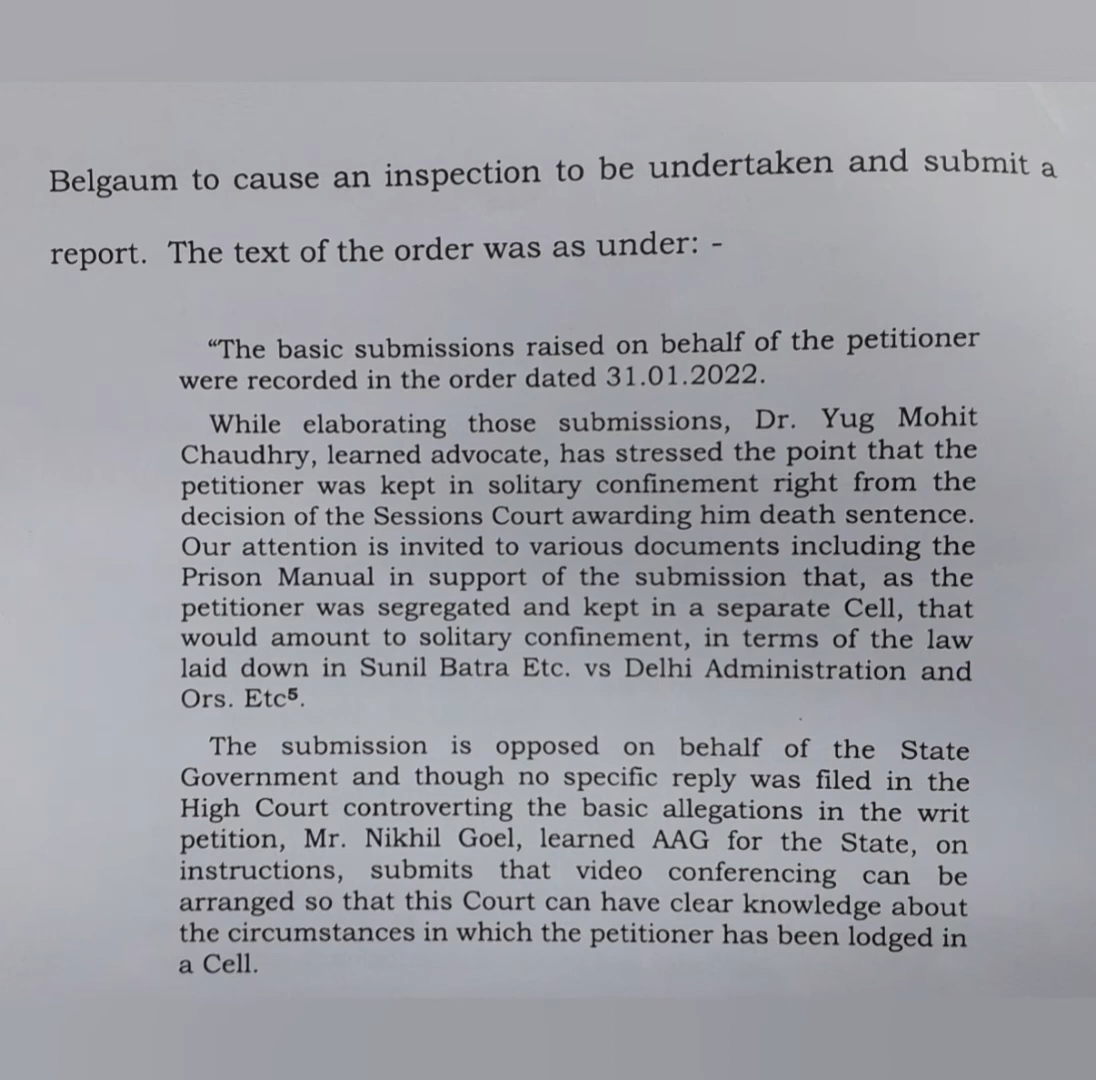 Belgaum to cause an inspection to be undertaken and submit a
report. The text of the order was as under: -
“The basic submissions raised on behalf of the petitioner
were recorded in the order dated 31.01.2022.
While elaborating those submissions, Dr. Yug Mohit
Chaudhry, learned advocate, has stressed the point that the
petitioner was kept in solitary confinement right from the
decision of the Sessions Court awarding him death sentence.
Our attention is invited to various documents including the
Prison Manual in support of the submission that, as the
petitioner was segregated and kept in a separate Cell, that
would amount to solitary confinement, in terms of the law
laid down in Sunil Batra Etc. vs Delhi Administration and
Ors. Etc⁵.
The submission is opposed on behalf of the State
Government and though no specific reply was filed in the
High Court controverting the basic allegations in the writ
petition, Mr. Nikhil Goel, learned AAG for the State, on
instructions, submits that video conferencing can be
arranged so that this Court can have clear knowledge about
the circumstances in which the petitioner has been lodged in
a Cell.